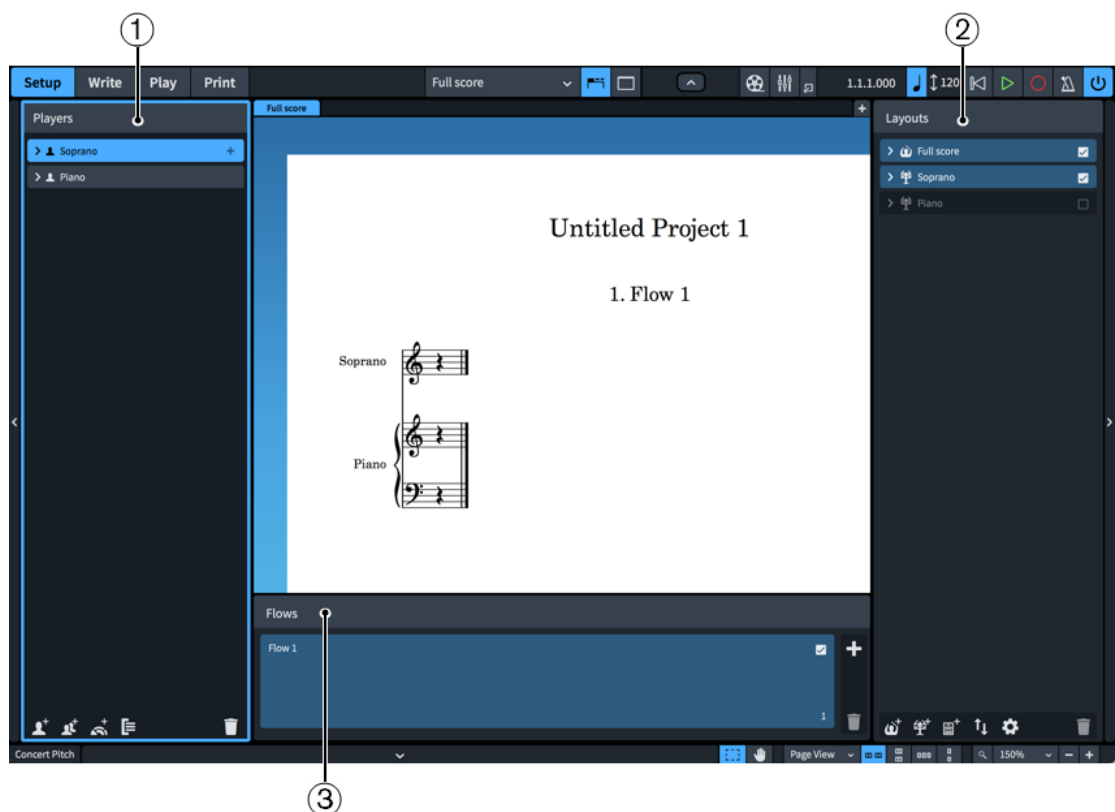 ① ②
Setup Write Play Print Full score 1.1.1.000 120
Players Full score Layouts
Soprano Full score
Piano Soprano
Piano
Untitled Project 1
1. Flow 1
Soprano
Piano
Flows
Flow 1
1
Concert Pitch Page View 150%
③